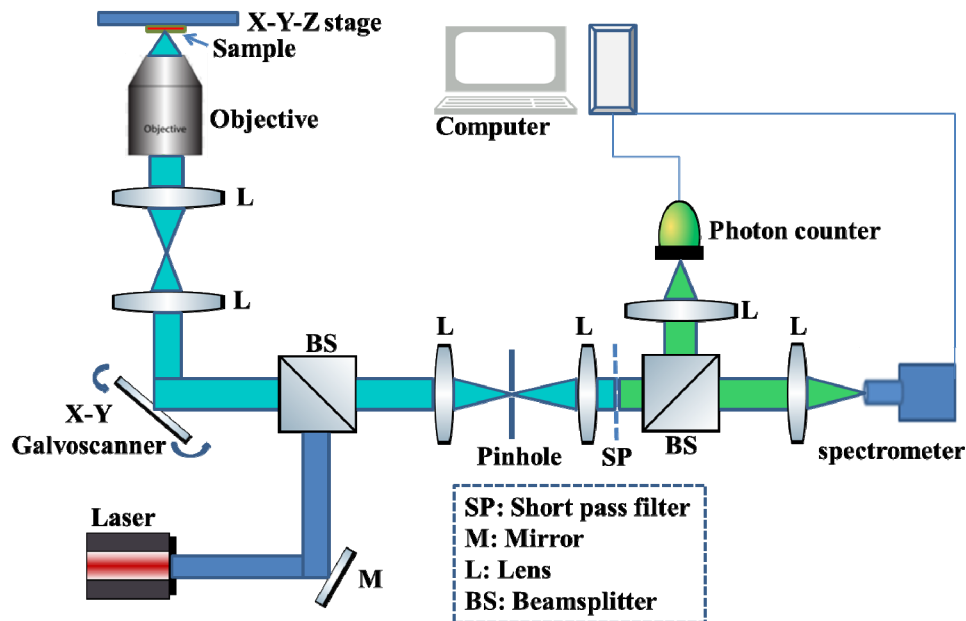 X-Y-Z stage
Sample
Objective
Objective
Computer
L
Photon counter
L
L
BS
L
L
L
X-Y
Galvoscanner
Pinhole
SP
BS
spectrometer
Laser
M
SP: Short pass filter
M: Mirror
L: Lens
BS: Beamsplitter